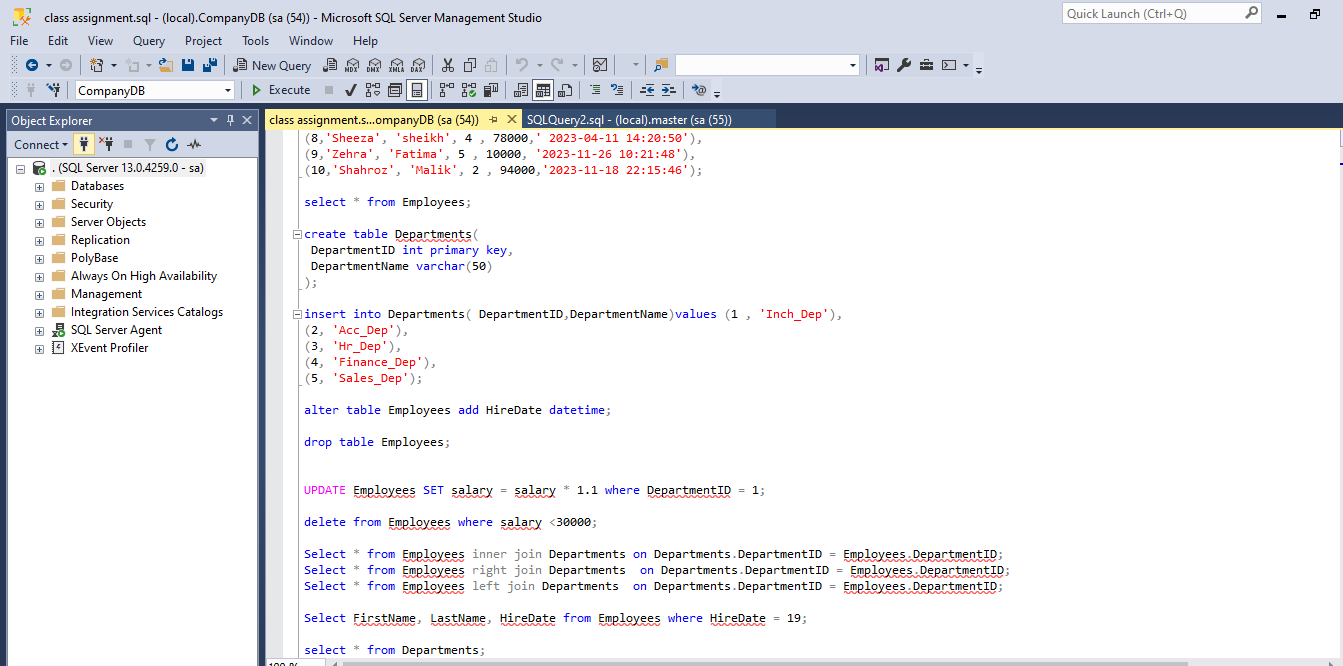 class assignment.sql - (local).CompanyDB (sa (54)) - Microsoft SQL Server Management Studio
Quick Launch (Ctrl+Q)
File Edit View Query Project Tools Window Help
New Query MDX DMX XMLA DAX
CompanyDB Execute
Object Explorer
class assignment.s...ompanyDB (sa (54)) SQLQuery2.sql - (local).master (sa (55))
Connect
. (SQL Server 13.0.4259.0 - sa)
Databases
Security
Server Objects
Replication
PolyBase
Always On High Availability
Management
Integration Services Catalogs
SQL Server Agent
XEvent Profiler
(8,'Sheeza', 'sheikh', 4 , 78000,' 2023-04-11 14:20:50'),
(9,'Zehra', 'Fatima', 5 , 10000, '2023-11-26 10:21:48'),
(10,'Shahroz', 'Malik', 2 , 94000,'2023-11-18 22:15:46');
select * from Employees;
create table Departments(
DepartmentID int primary key,
DepartmentName varchar(50)
);
insert into Departments( DepartmentID,DepartmentName)values (1 , 'Inch_Dep'),
(2, 'Acc_Dep'),
(3, 'Hr_Dep'),
(4, 'Finance_Dep'),
(5, 'Sales_Dep');
alter table Employees add HireDate datetime;
drop table Employees;
UPDATE Employees SET salary = salary * 1.1 where DepartmentID = 1;
delete from Employees where salary <30000;
Select * from Employees inner join Departments on Departments.DepartmentID = Employees.DepartmentID;
Select * from Employees right join Departments  on Departments.DepartmentID = Employees.DepartmentID;
Select * from Employees left join Departments  on Departments.DepartmentID = Employees.DepartmentID;
Select FirstName, LastName, HireDate from Employees where HireDate = 19;
select * from Departments;
100 %